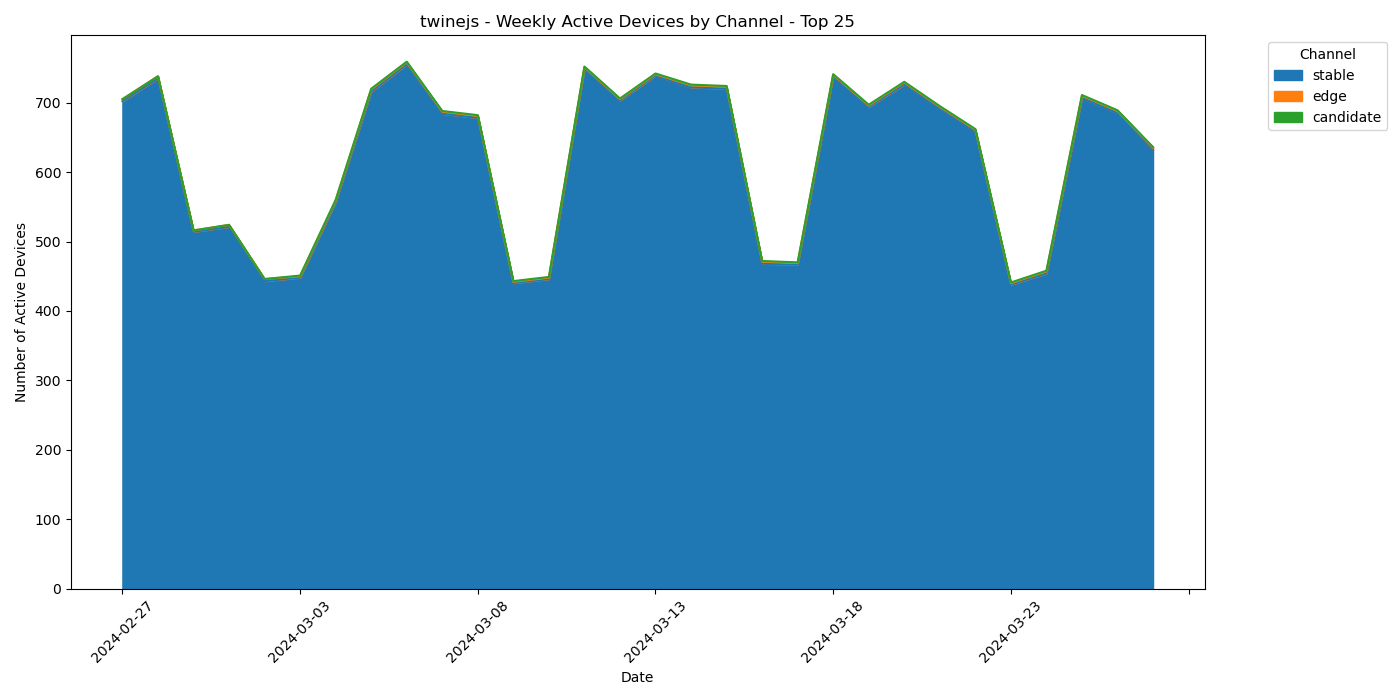 twinejs - Weekly Active Devices by Channel - Top 25
Channel
stable
edge
candidate
Number of Active Devices
700
600
500
400
300
200
100
0
2024-02-27
2024-03-03
2024-03-08
2024-03-13
2024-03-18
2024-03-23
Date